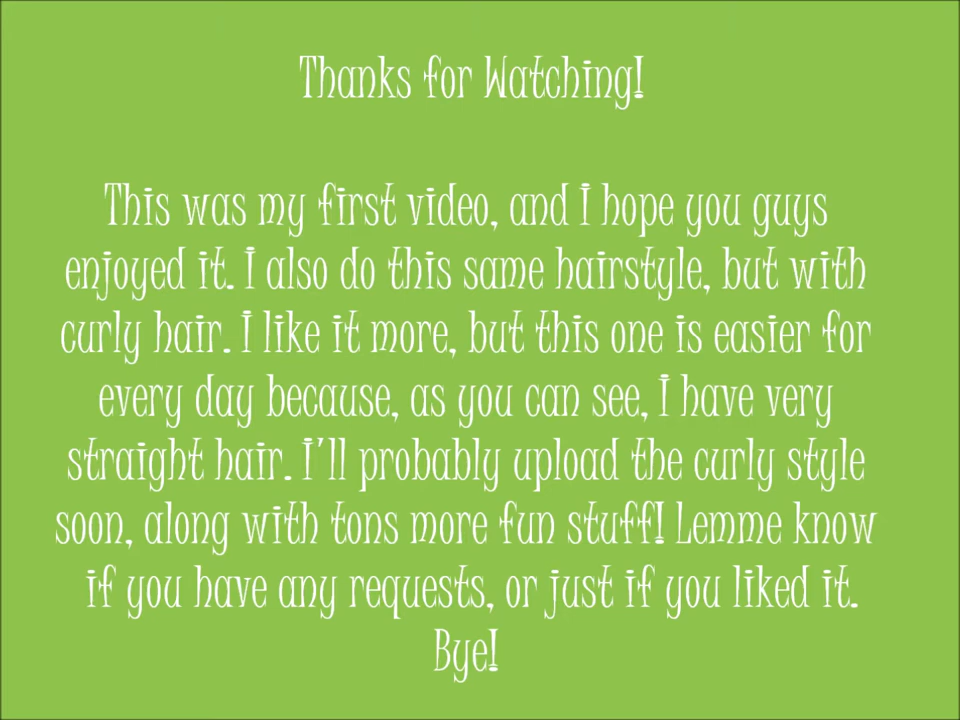 Thanks for Watching!
This was my first video, and I hope you guys
enjoyed it. I also do this same hairstyle, but with
curly hair. I like it more, but this one is easier for
every day because, as you can see, I have very
straight hair. I'll probably upload the curly style
soon, along with tons more fun stuff! Lemme know
if you have any requests, or just if you liked it.
Bye!